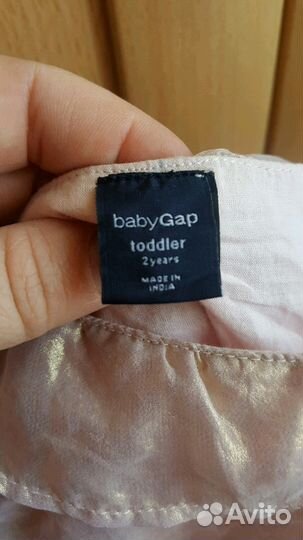 babyGap
toddler
2years
MADE IN
INDIA
Avito